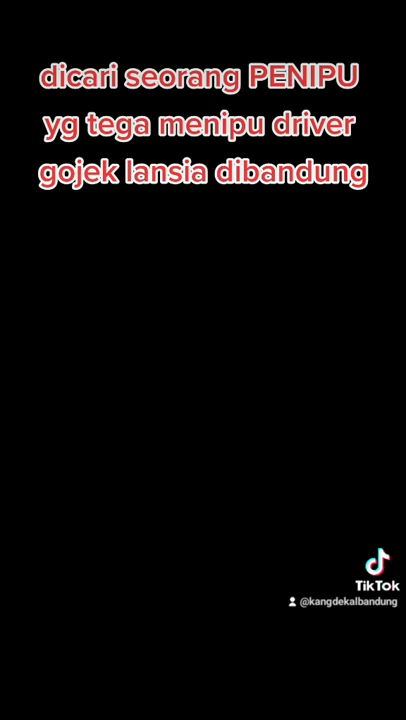 dicari seorang PENIPU
yg tega menipu driver
gojek lansia dibandung
TikTok
@kangdekalbandung